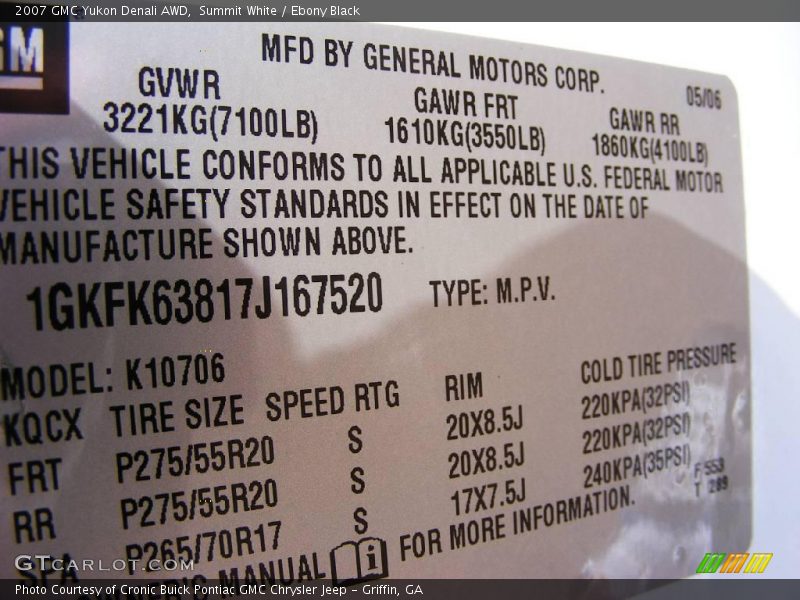 2007 GMC Yukon Denali AWD, Summit White / Ebony Black
GM
MFD BY GENERAL MOTORS CORP.
05/06
GVWR GAWR FRT GAWR RR
3221KG(7100LB) 1610KG(3550LB) 1860KG(4100LB)
THIS VEHICLE CONFORMS TO ALL APPLICABLE U.S. FEDERAL MOTOR
VEHICLE SAFETY STANDARDS IN EFFECT ON THE DATE OF
MANUFACTURE SHOWN ABOVE.
1GKFK63817J167520 TYPE: M.P.V.
MODEL: K10706
KQCX TIRE SIZE SPEED RTG RIM COLD TIRE PRESSURE
FRT P275/55R20 S 20X8.5J 220KPA(32PSI)
RR P275/55R20 S 20X8.5J 220KPA(32PSI)
SPA P265/70R17 S 17X7.5J 240KPA(35PSI)
F 553
T 289
MANUAL i FOR MORE INFORMATION.
GTCARLOT.COM
Photo Courtesy of Cronic Buick Pontiac GMC Chrysler Jeep - Griffin, GA